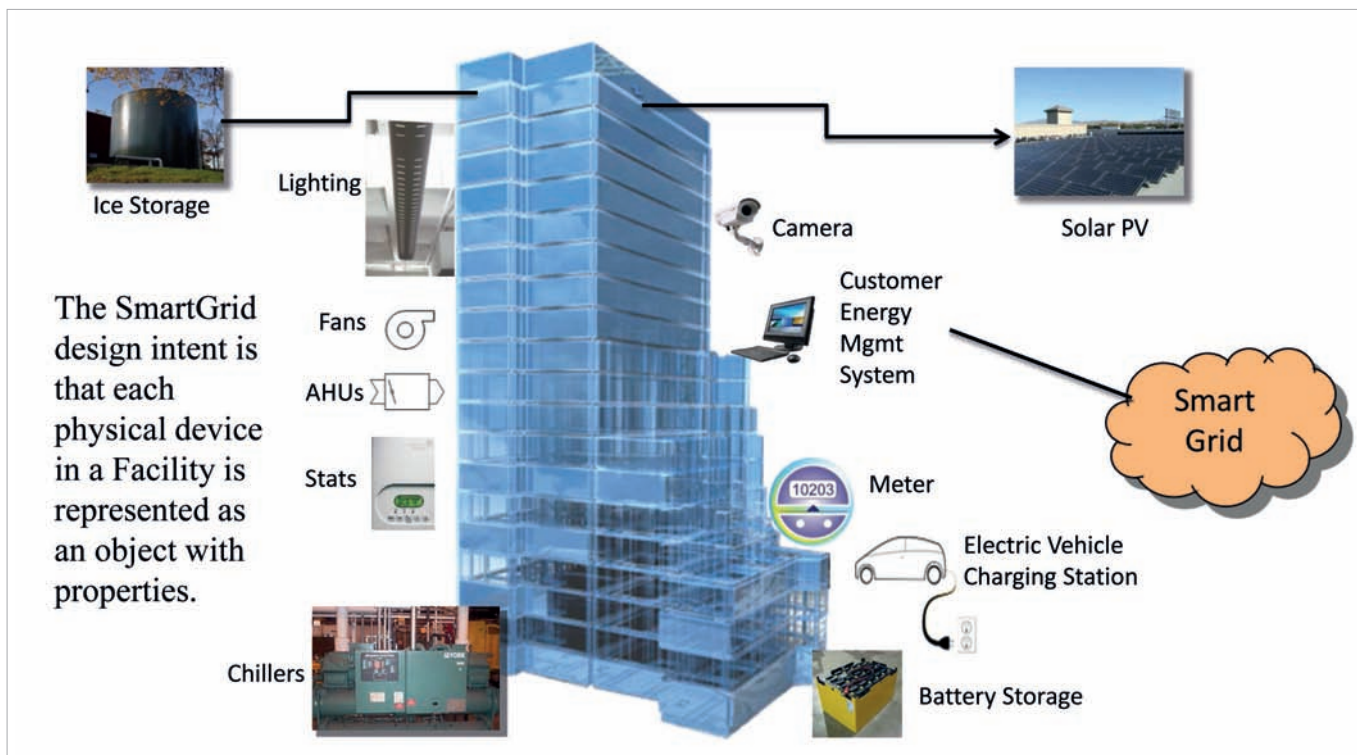 Ice Storage
Lighting
Camera
Solar PV
The SmartGrid
design intent is
that each
physical device
in a Facility is
represented as
an object with
properties.
Fans
AHUs
Stats
Chillers
YORK
Customer
Energy
Mgmt
System
Smart
Grid
10203
Meter
Electric Vehicle
Charging Station
Battery Storage